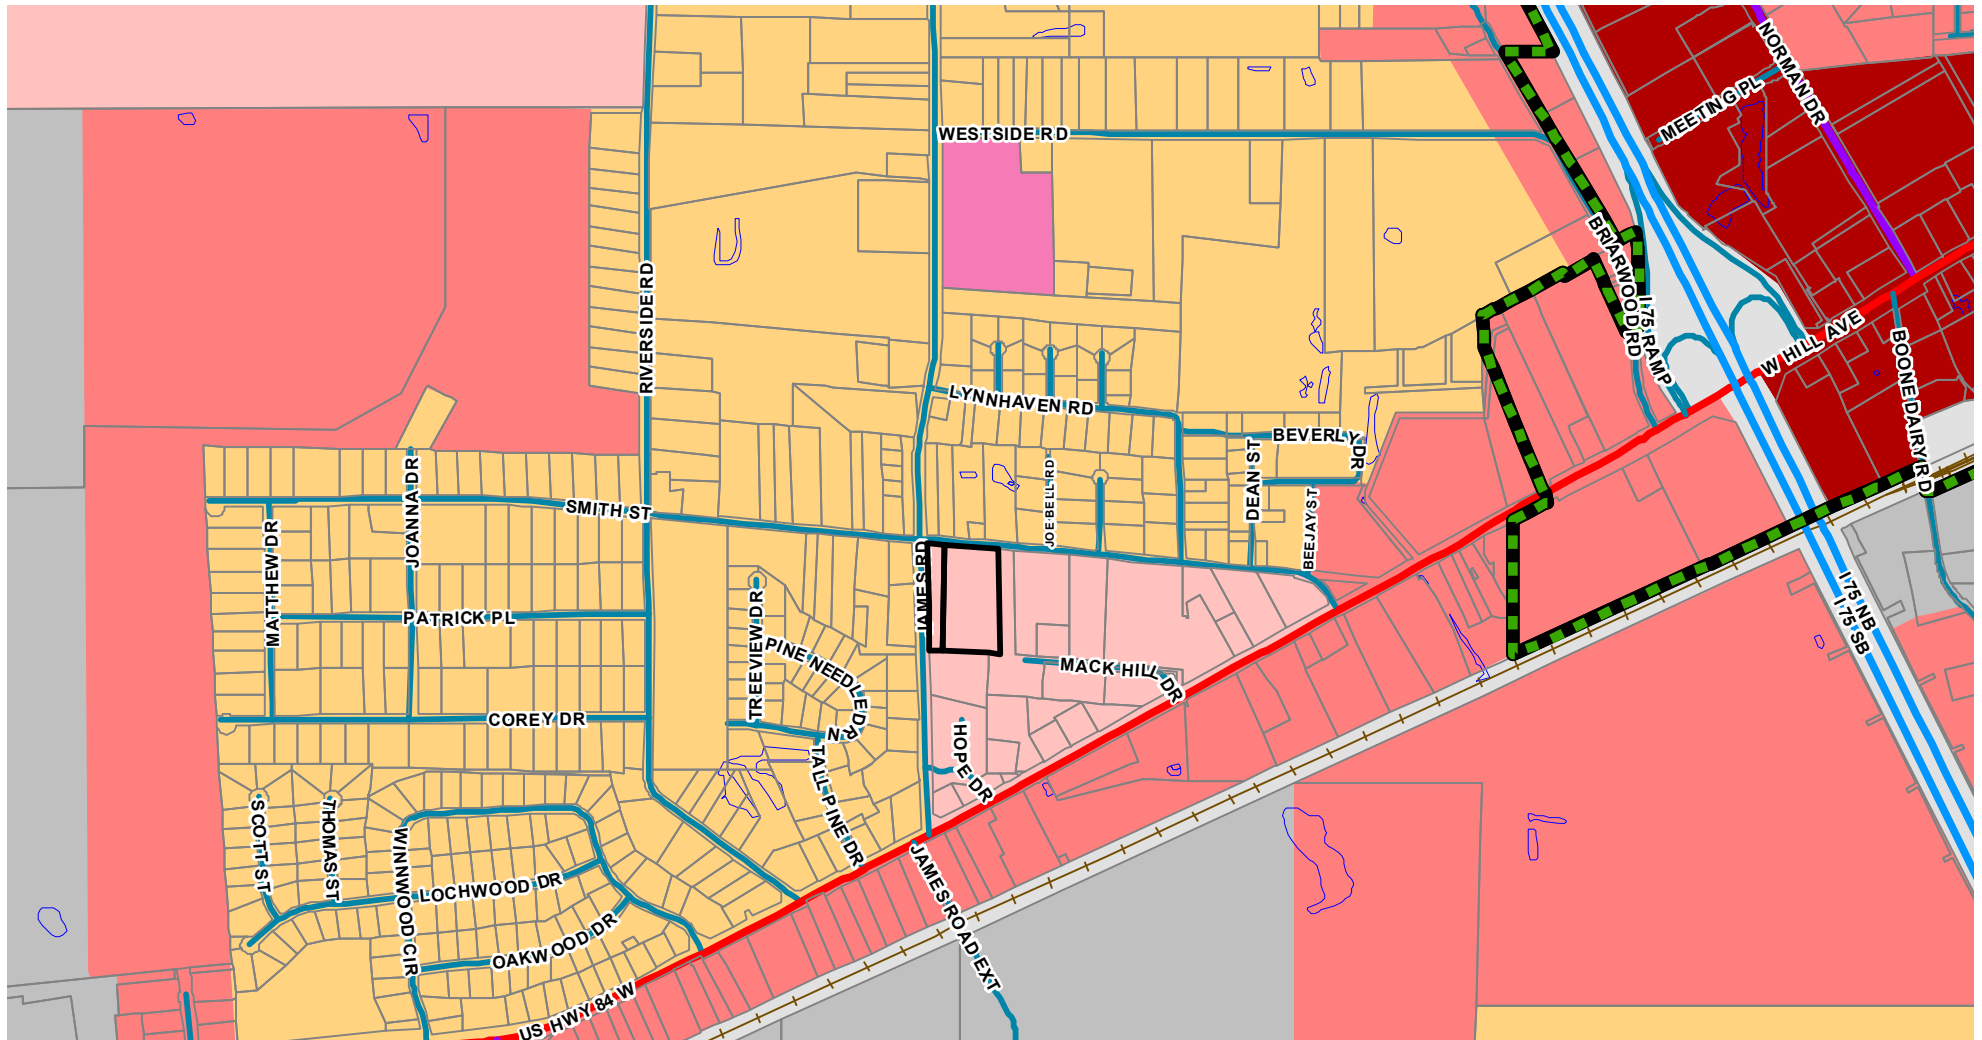 NORMAN DR
MEETING PL
WESTSIDE RD
BRIARWOOD RD
I 75 RAMP
RIVERSIDE RD
W HILL AVE
BOONE DAIRY RD
LYNNHAVEN RD
BEVERLY DR
DEAN ST
JOE BELL RD
BEEJAY ST
JOANNA DR
SMITH ST
MATTHEW DR
JAMES RD
PATRICK PL
TREEVIEW DR
PINE NEEDLE DR
N
MACK HILL DR
I 75 NB
I 75 SB
COREY DR
HOPE DR
TALL PINE DR
SCOTT ST
THOMAS ST
WINNWOOD CIR
LOCHWOOD DR
OAKWOOD DR
JAMES ROAD EXT
US HWY 84 W